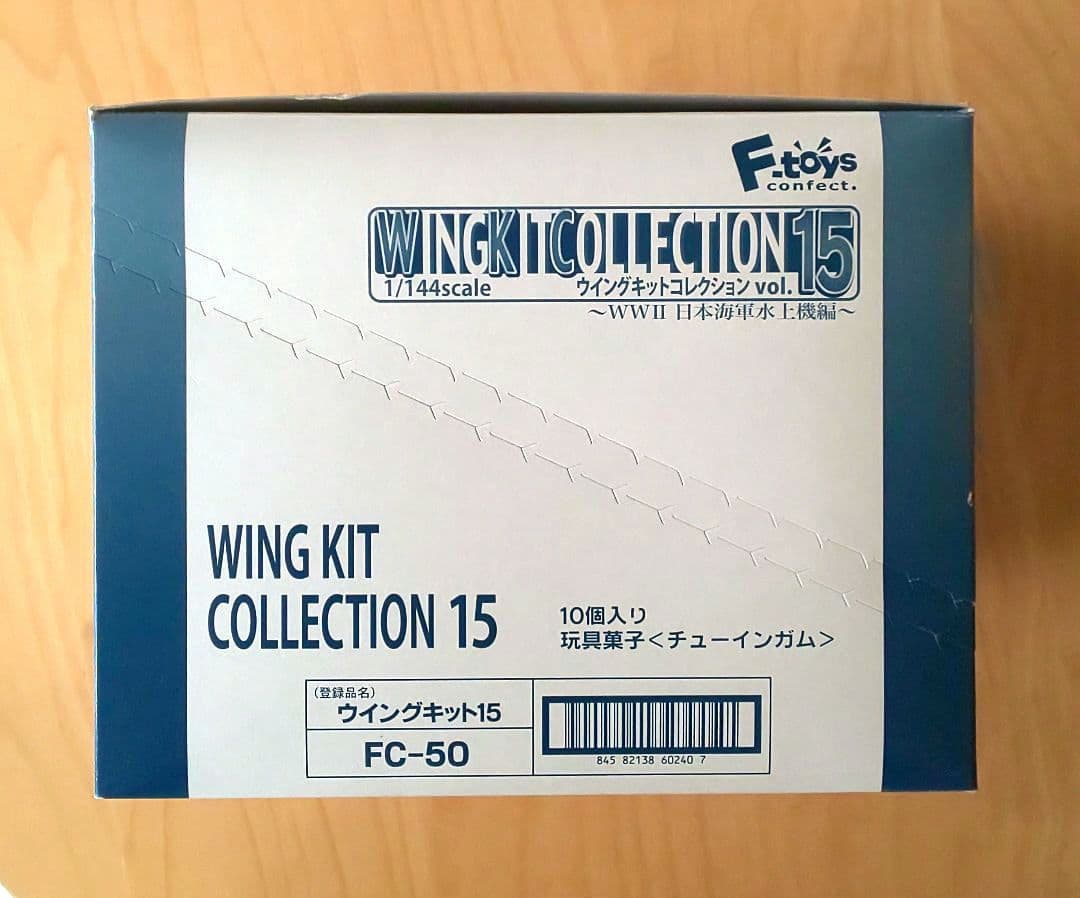 F-toys
confect.
WINGKITCOLLECTION 15
1/144scale ウイングキットコレクション vol.
～WWII 日本海軍水上機編～
WING KIT
COLLECTION 15
10個入り
玩具菓子<チューインガム>
(登録品名)
ウイングキット15
FC-50
845 82138 60240 7